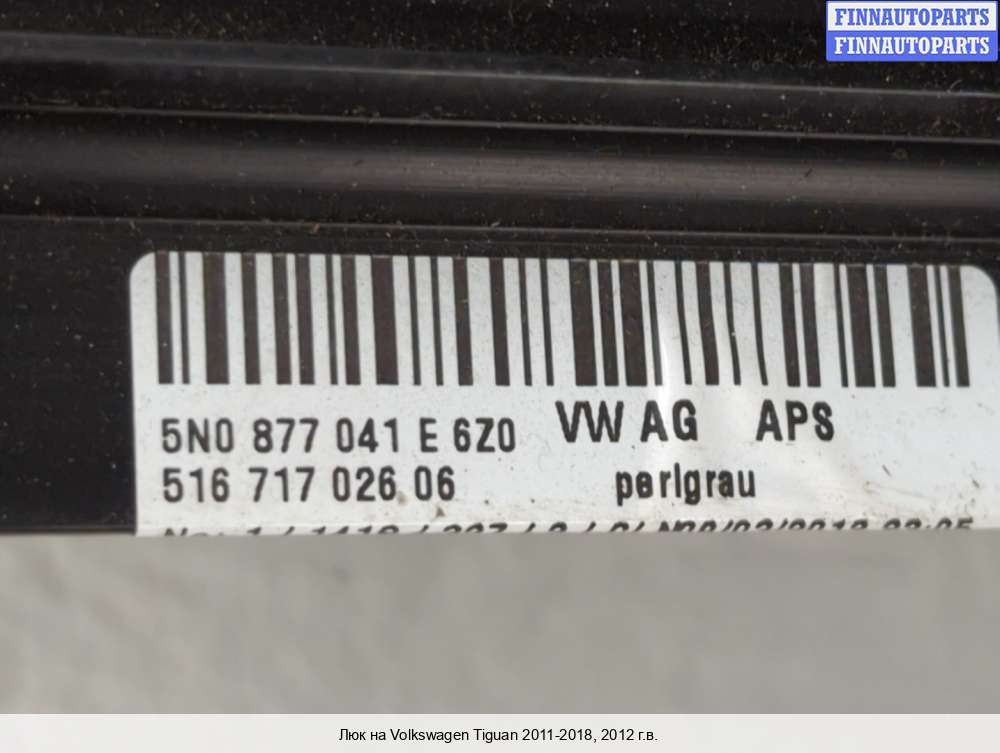 FINNAUTOPARTS
FINNAUTOPARTS
5N0 877 041 E 6Z0 VW AG APS
516 717 026 06 perlgrau
Люк на Volkswagen Tiguan 2011-2018, 2012 г.в.